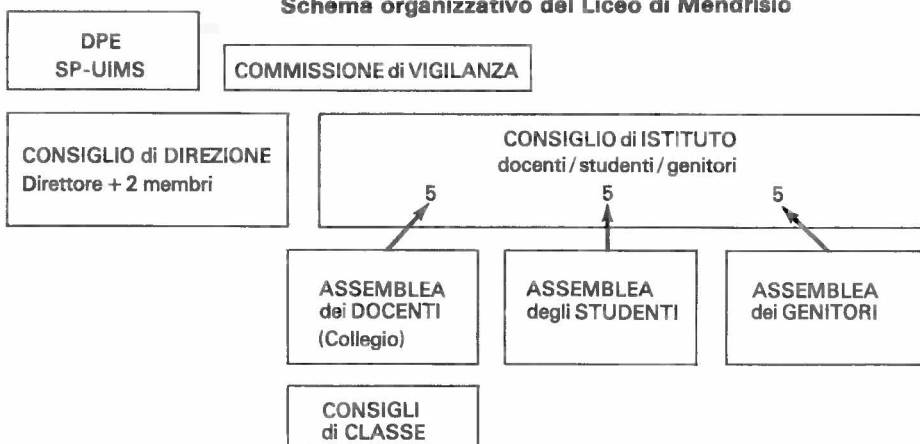 Schema organizzativo del Liceo di Mendrisio
DPE
SP-UIMS
COMMISSIONE di VIGILANZA
CONSIGLIO di DIREZIONE
Direttore + 2 membri
CONSIGLIO di ISTITUTO
docenti / studenti / genitori
5 5 5
ASSEMBLEA
dei DOCENTI
(Collegio)
ASSEMBLEA
degli STUDENTI
ASSEMBLEA
dei GENITORI
CONSIGLI
di CLASSE